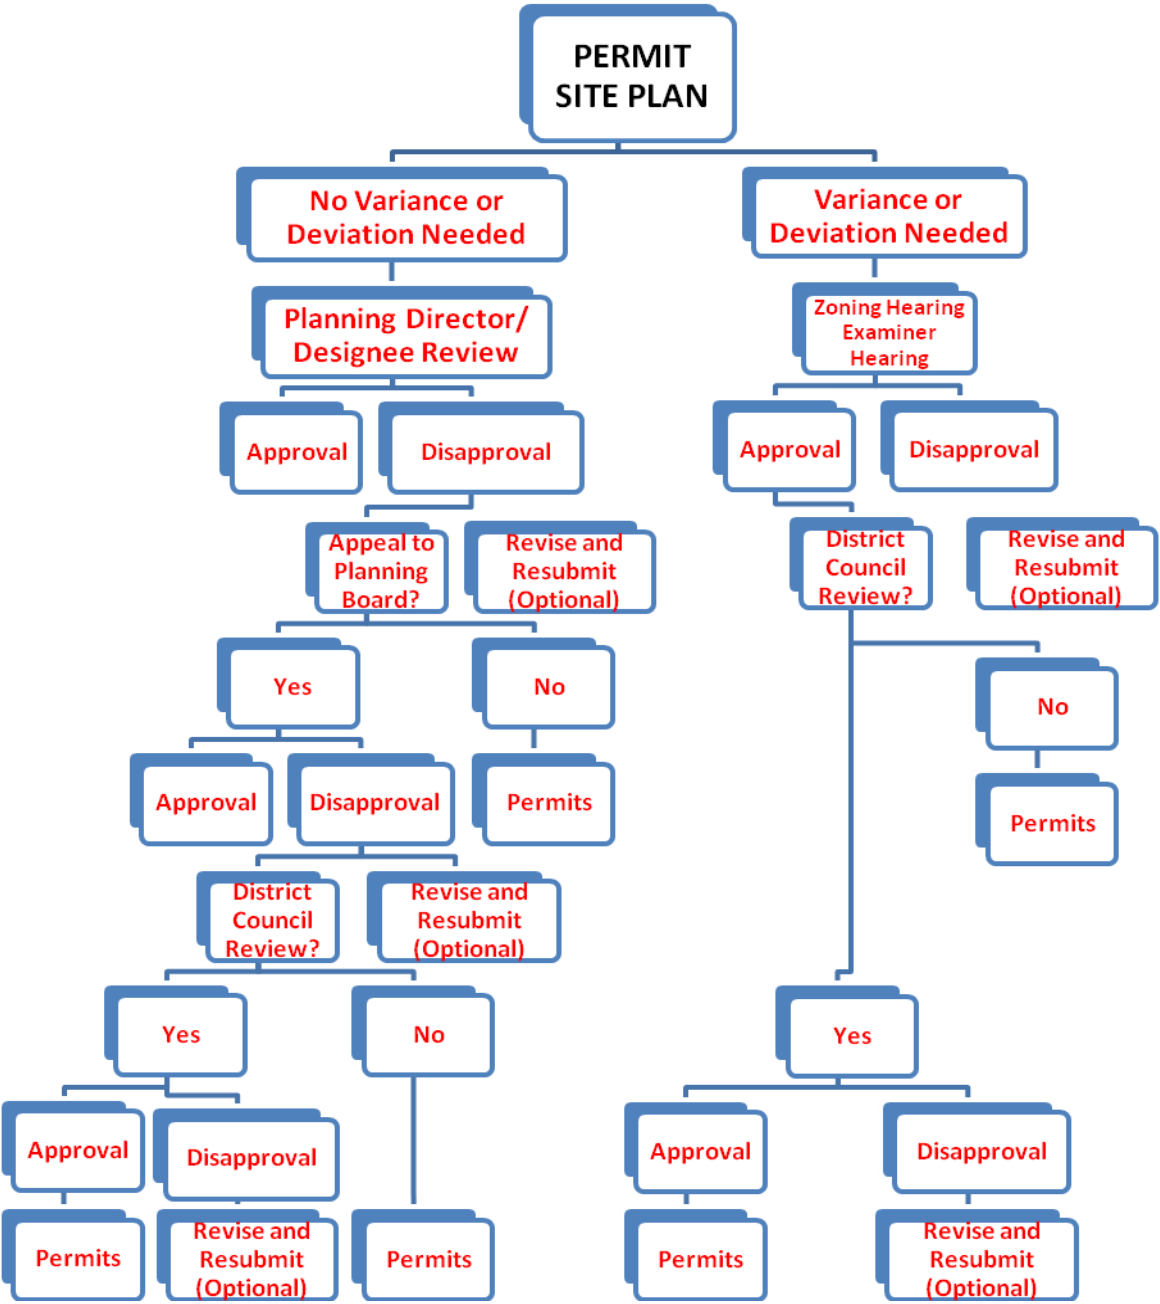 PERMIT
SITE PLAN
No Variance or
Deviation Needed
Variance or
Deviation Needed
Planning Director/
Designee Review
Zoning Hearing
Examiner
Hearing
Approval
Disapproval
Approval
Disapproval
Appeal to
Planning
Board?
Revise and
Resubmit
(Optional)
District
Council
Review?
Revise and
Resubmit
(Optional)
Yes
No
No
Approval
Disapproval
Permits
Permits
District
Council
Review?
Revise and
Resubmit
(Optional)
Yes
No
Yes
Approval
Disapproval
Approval
Disapproval
Permits
Revise and
Resubmit
(Optional)
Permits
Permits
Revise and
Resubmit
(Optional)